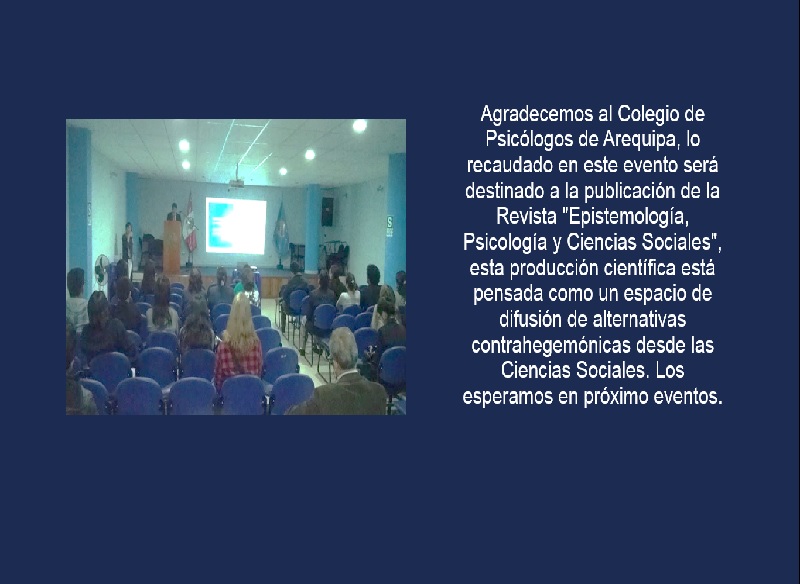 Agradecemos al Colegio de
Psicólogos de Arequipa, lo
recaudado en este evento será
destinado a la publicación de la
Revista "Epistemología,
Psicología y Ciencias Sociales",
esta producción científica está
pensada como un espacio de
difusión de alternativas
contrahegemónicas desde las
Ciencias Sociales. Los
esperamos en próximo eventos.